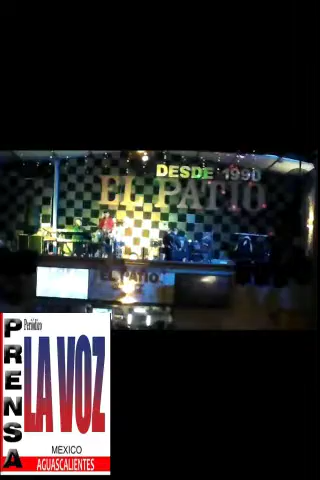 DESDE 1990
EL PATIO
EL PATIO
PRENSA
Periódico
LA VOZ
MEXICO
AGUASCALIENTES